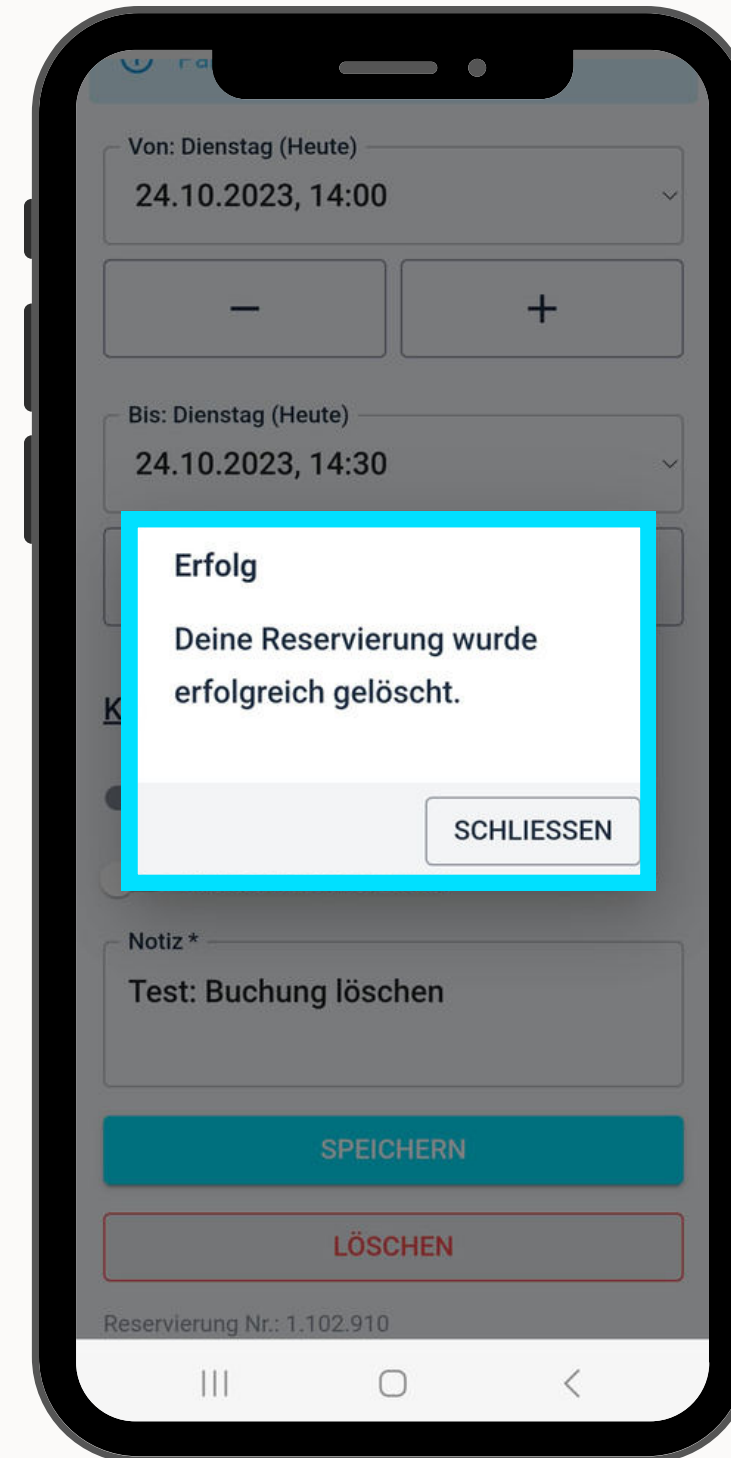 Von: Dienstag (Heute)
24.10.2023, 14:00
−
+
Bis: Dienstag (Heute)
24.10.2023, 14:30
Erfolg
Deine Reservierung wurde
erfolgreich gelöscht.
SCHLIESSEN
Notiz *
Test: Buchung löschen
SPEICHERN
LÖSCHEN
Reservierung Nr.: 1.102.910